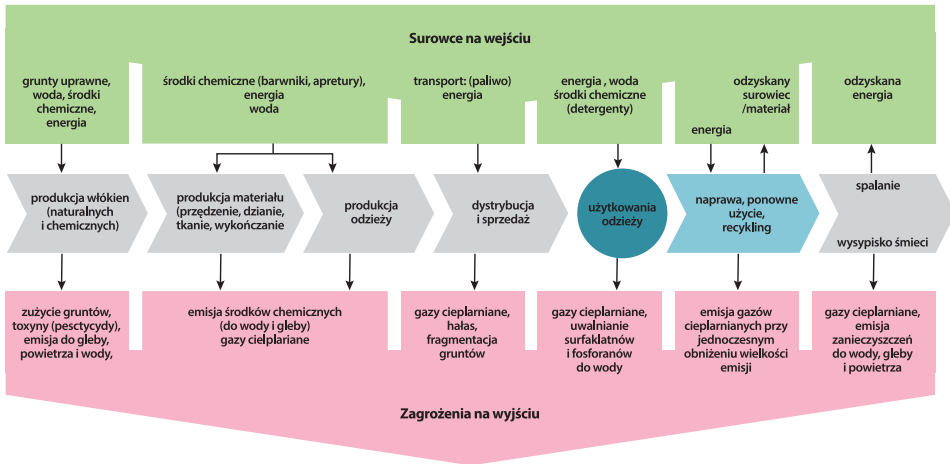 Surowce na wejściu
grunty uprawne,
woda, środki
chemiczne,
energia
środki chemiczne (barwniki, apretury),
energia
woda
transport: (paliwo)
energia
energia , woda
środki chemiczne
(detergenty)
odzyskany
surowiec
/materiał
energia
odzyskana
energia
produkcja włókien
(naturalnych
i chemicznych)
produkcja materiału
(przędzenie, dzianie,
tkanie, wykończanie
produkcja
odzieży
dystrybucja
i sprzedaż
użytkowania
odzieży
naprawa, ponowne
użycie,
recykling
spalanie
wysypisko śmieci
zużycie gruntów,
toxyny (pesctycydy),
emisja do gleby,
powietrza i wody,
emisja środków chemicznych
(do wody i gleby)
gazy cielplariane
gazy cieplarniane,
hałas,
fragmentacja
gruntów
gazy cieplarniane,
uwalnianie
surfaklatnów
i fosforanów
do wody
emisja gazów
cieplarnianych przy
jednoczesnym
obniżeniu wielkości
emisji
gazy cieplarniane,
emisja
zanieczyszczeń
do wody, gleby
i powietrza
Zagrożenia na wyjściu